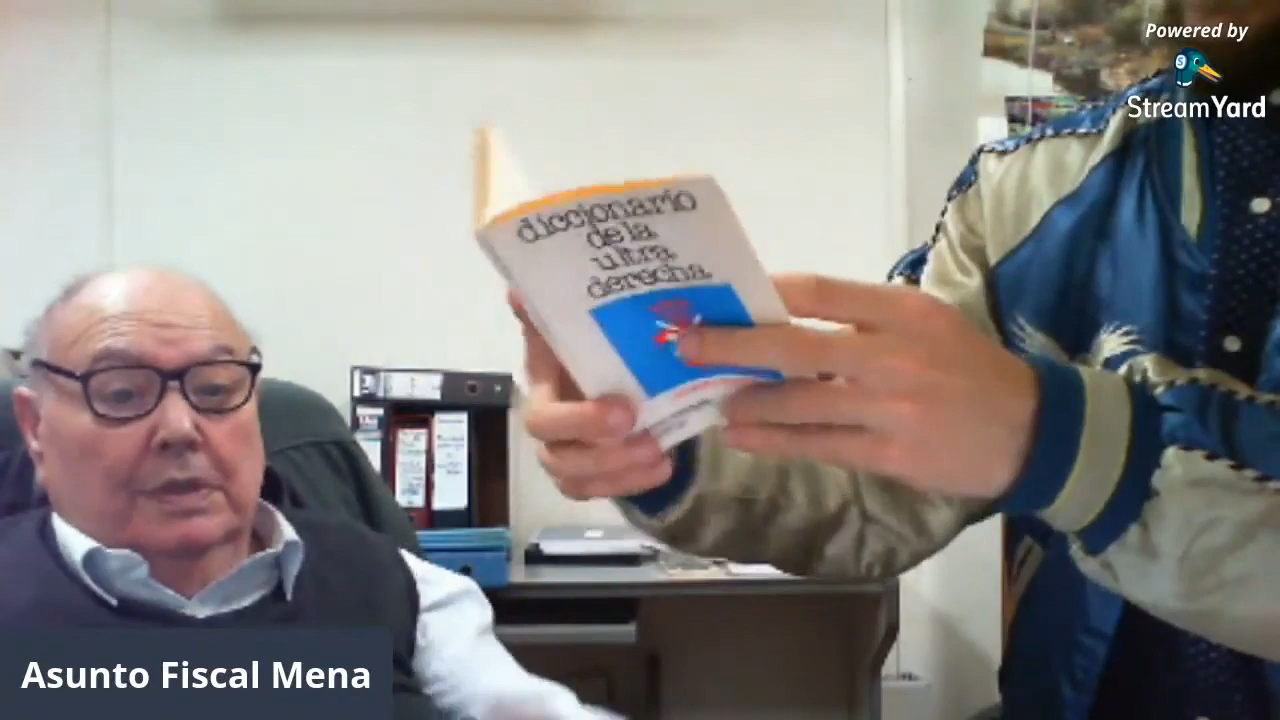 Powered by
StreamYard
diccionario
de la
ultra
derecha
Asunto Fiscal Mena